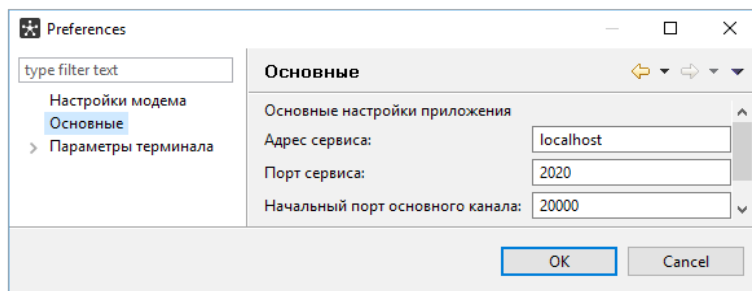 Preferences
type filter text
Настройки модема
Основные
Параметры терминала
Основные
Основные настройки приложения
Адрес сервиса: localhost
Порт сервиса: 2020
Начальный порт основного канала: 20000
OK Cancel